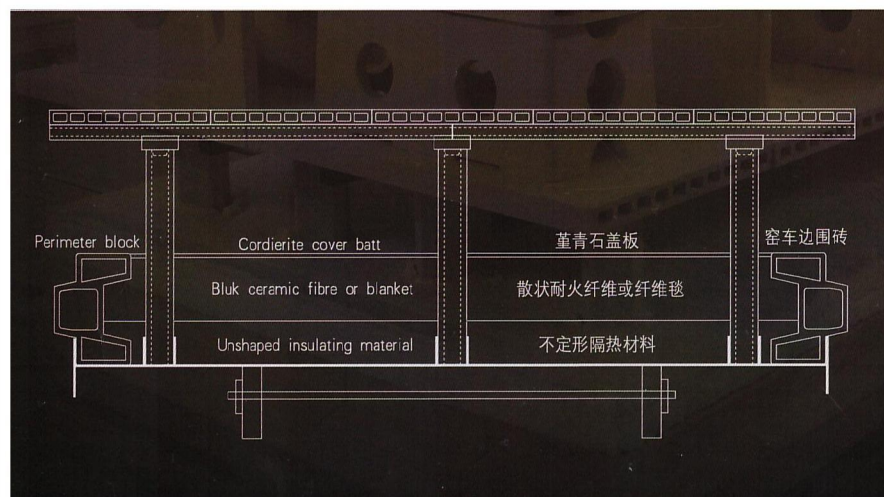 Perimeter block
Cordierite cover batt
堇青石盖板
窑车边围砖
Bluk ceramic fibre or blanket
散状耐火纤维或纤维毯
Unshaped insulating material
不定形隔热材料